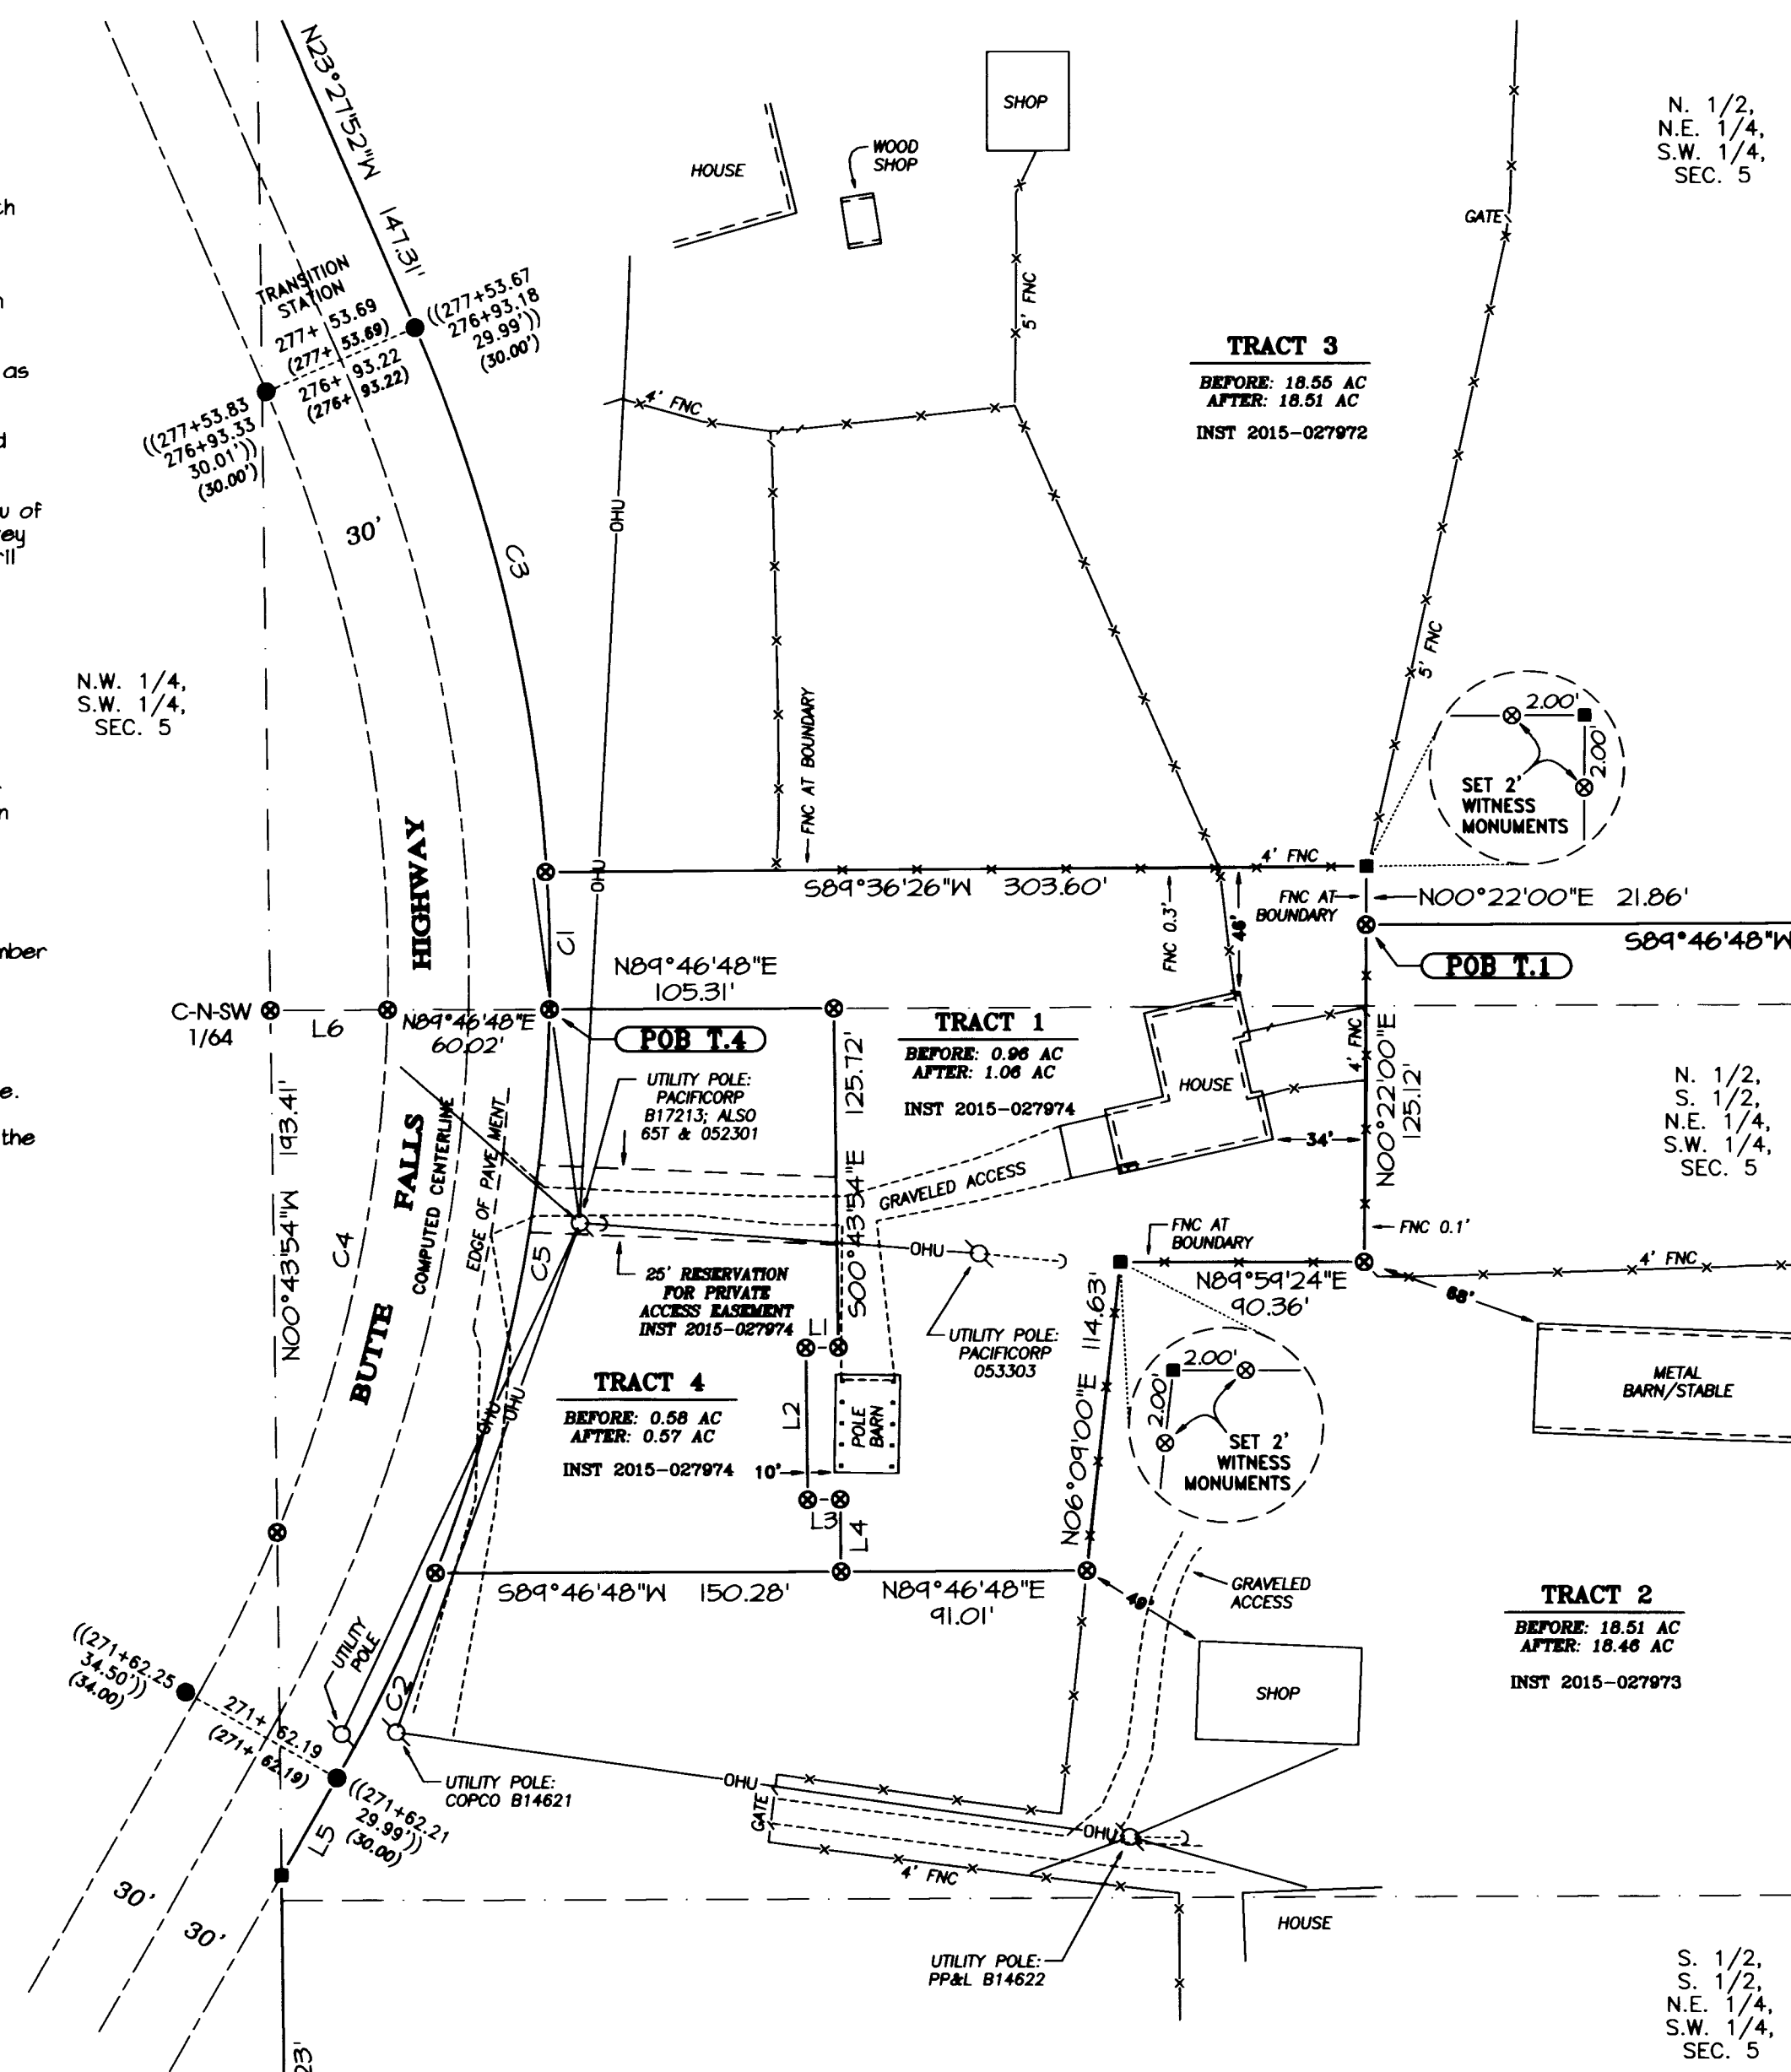 N23°27'52"W 147.31'
SHOP
HOUSE
WOOD
SHOP
N. 1/2,
N.E. 1/4,
S.W. 1/4,
SEC. 5
GATE
TRANSITION
STATION
277+ 53.69
(277+ 53.69)
276+ 93.22
(276+ 93.22)
((277+53.67
276+93.18
29.99'))
(30.00')
((277+53.83
276+93.33
30.01'))
(30.00')
as
5' FNC
4' FNC
TRACT 3
BEFORE: 18.55 AC
AFTER: 18.51 AC
INST 2015-027972
30'
C3
OHU
5' FNC
N.W. 1/4,
S.W. 1/4,
SEC. 5
FNC AT BOUNDARY
2.00'
2.00'
SET 2'
WITNESS
MONUMENTS
OHU
4' FNC
S89°36'26"W 303.60'
FNC 0.3'
46'
FNC AT
BOUNDARY
N00°22'00"E 21.86'
S89°46'48"W
POB T.1
C1
N89°46'48"E
105.31'
C-N-SW
1/64
L6
N89°46'48"E
60.02'
POB T.4
TRACT 1
BEFORE: 0.96 AC
AFTER: 1.06 AC
INST 2015-027974
HOUSE
4' FNC
N00°22'00"E
125.12'
34'
N. 1/2,
S. 1/2,
N.E. 1/4,
S.W. 1/4,
SEC. 5
the
UTILITY POLE:
PACIFICORP
B17213; ALSO
65T & 052301
S00°43'54"E 125.72'
GRAVELED ACCESS
N00°43'54"W 193.41'
C4
BUTTE FALLS HIGHWAY
COMPUTED CENTERLINE
EDGE OF PAVEMENT
C5
25' RESERVATION
FOR PRIVATE
ACCESS EASEMENT
INST 2015-027974
OHU
FNC AT
BOUNDARY
FNC 0.1'
N89°59'24"E
90.36'
4' FNC
68'
METAL
BARN/STABLE
UTILITY POLE:
PACIFICORP
053303
L1
L2
10'
L3
L4
POLE
BARN
TRACT 4
BEFORE: 0.58 AC
AFTER: 0.57 AC
INST 2015-027974
OHU
OHU
N06°09'00"E 114.63'
2.00'
2.00'
SET 2'
WITNESS
MONUMENTS
S89°46'48"W 150.28'
N89°46'48"E
91.01'
49'
GRAVELED
ACCESS
TRACT 2
BEFORE: 18.51 AC
AFTER: 18.46 AC
INST 2015-027973
SHOP
UTILITY
POLE
((271+62.25
34.50'))
(34.00)
271+ 62.19
(271+ 62.19)
C2
UTILITY POLE:
COPCO B14621
((271+62.21
29.99'))
(30.00)
L5
OHU
GATE
OHU
4' FNC
30'
30'
HOUSE
UTILITY POLE:
PP&L B14622
S. 1/2,
S. 1/2,
N.E. 1/4,
S.W. 1/4,
SEC. 5
23'